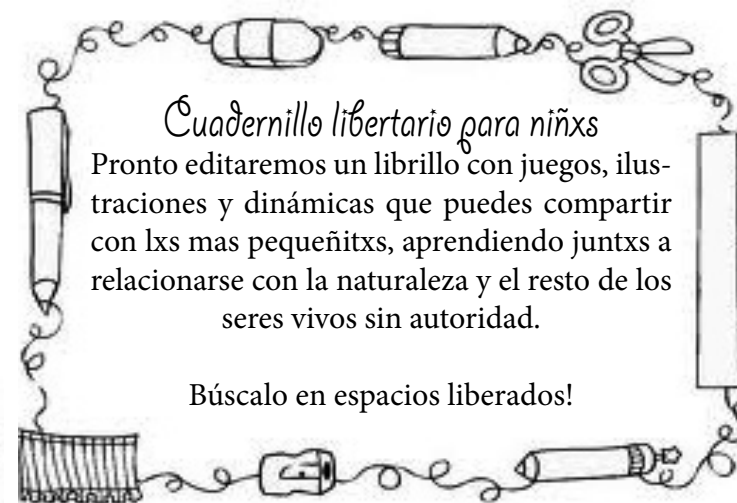 Cuadernillo libertario para niñxs
Pronto editaremos un librillo con juegos, ilus-
traciones y dinámicas que puedes compartir
con lxs mas pequeñitxs, aprendiendo juntxs a
relacionarse con la naturaleza y el resto de los
seres vivos sin autoridad.
Búscalo en espacios liberados!